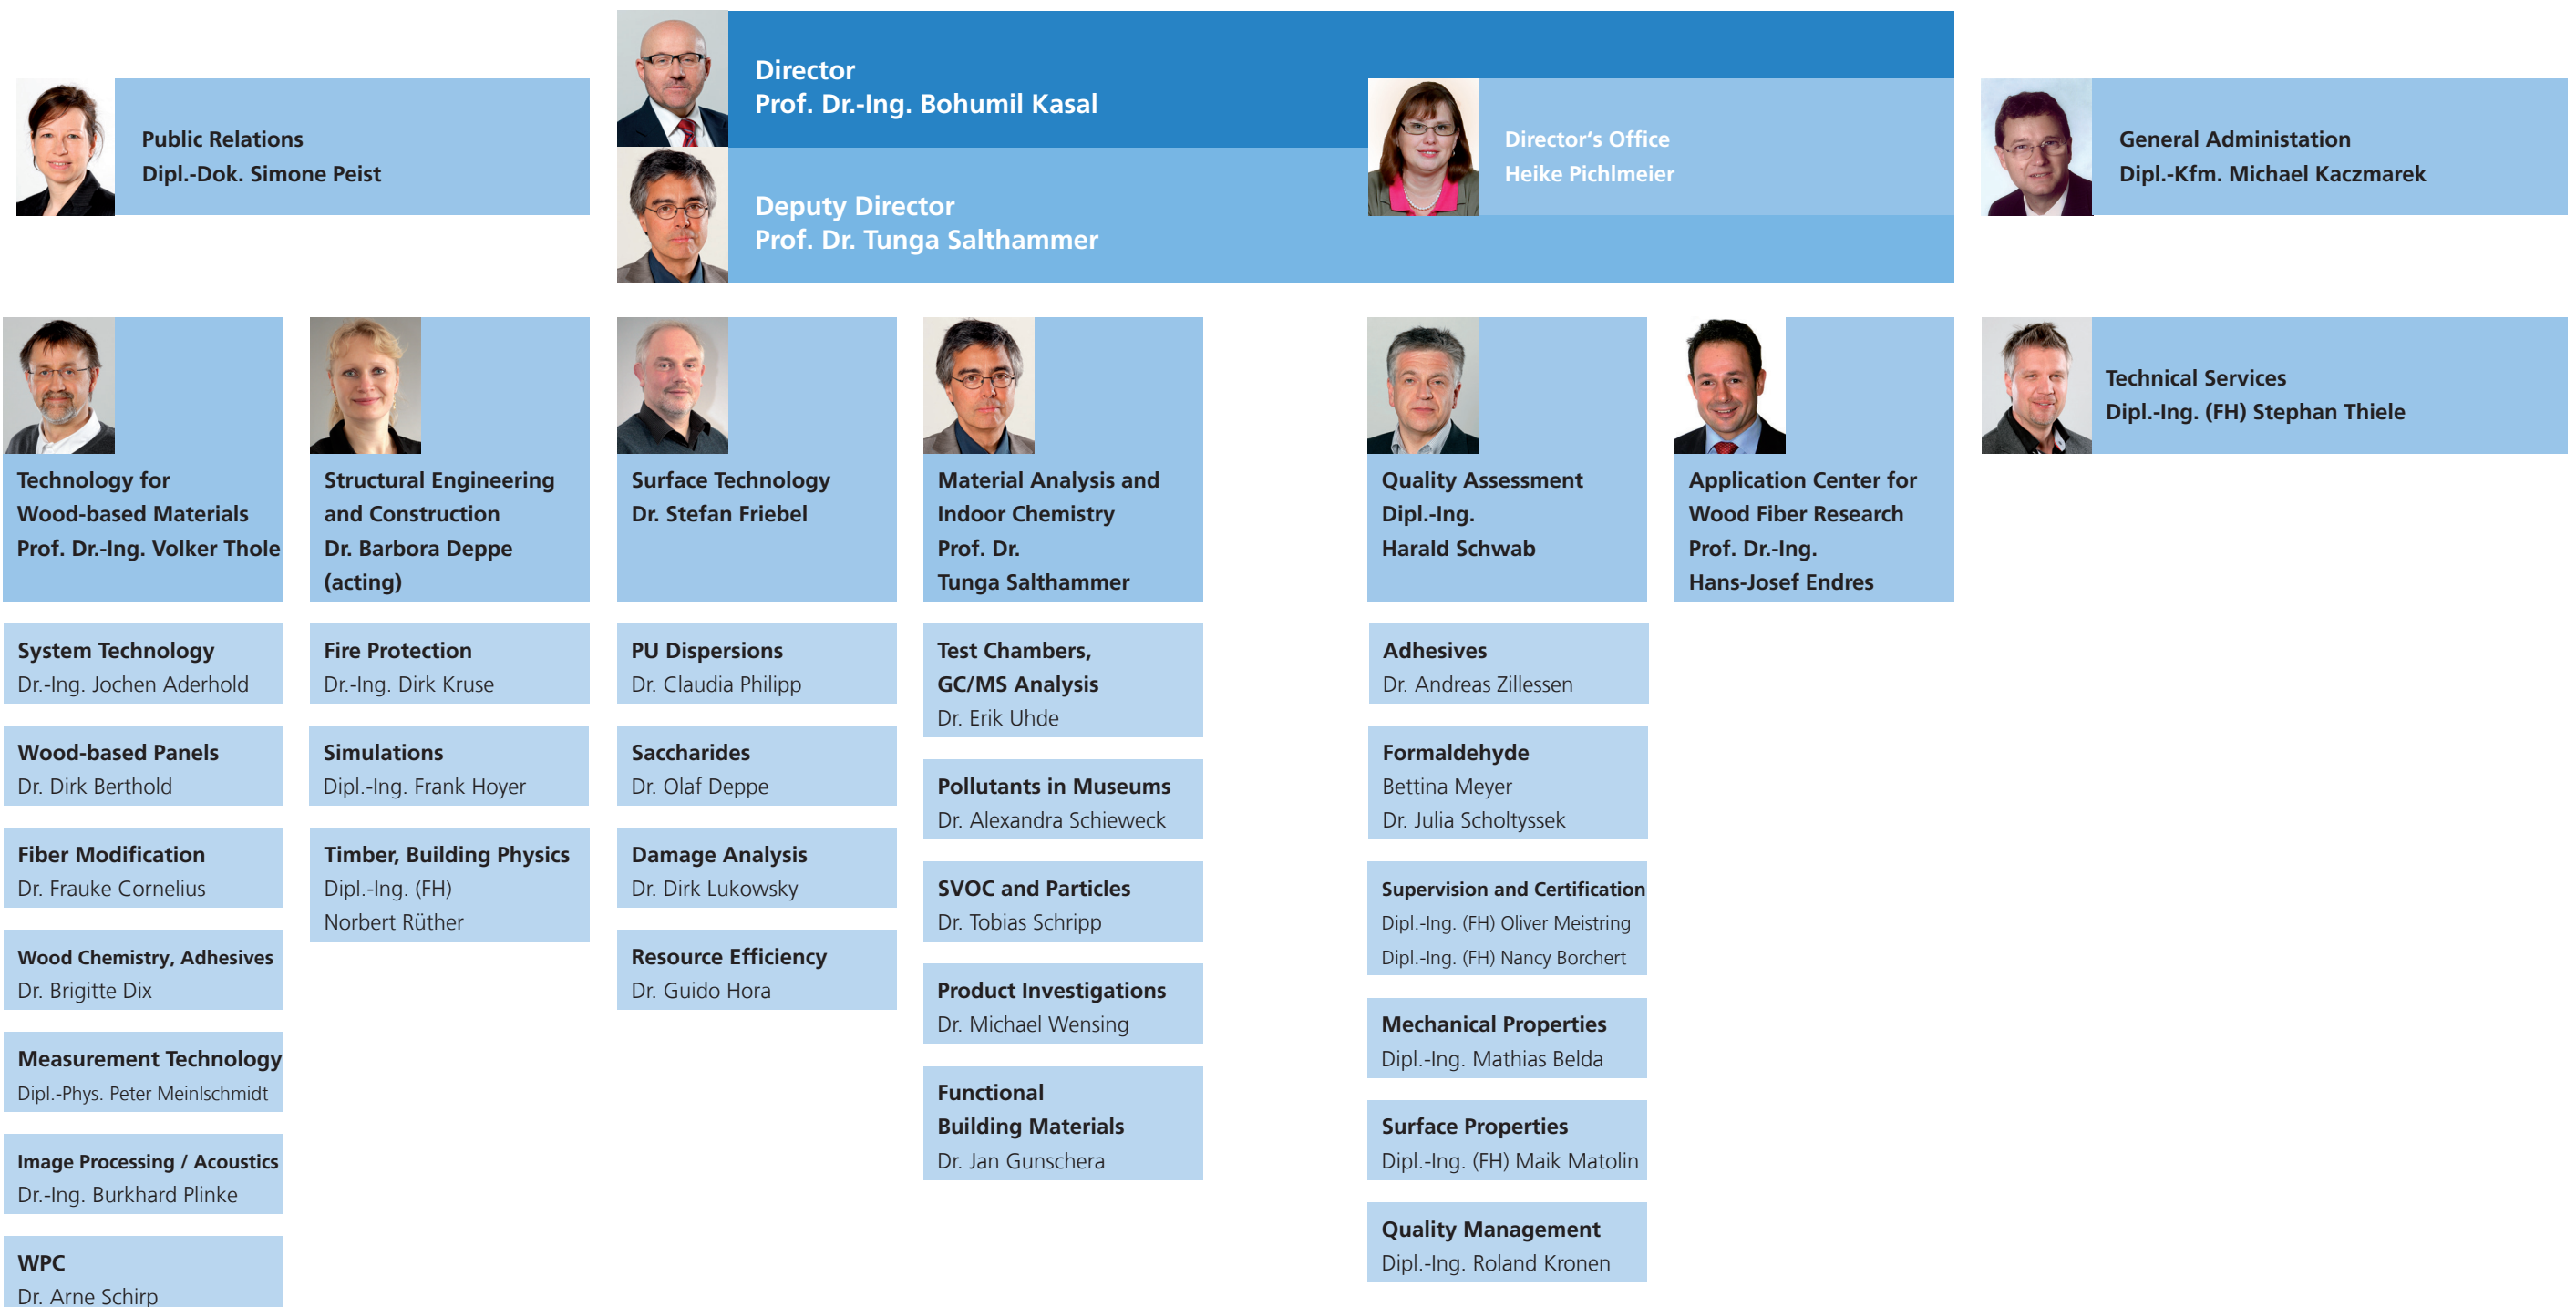 Public Relations
Dipl.-Dok. Simone Peist
Director
Prof. Dr.-Ing. Bohumil Kasal
Deputy Director
Prof. Dr. Tunga Salthammer
Director‘s Office
Heike Pichlmeier
General Administation
Dipl.-Kfm. Michael Kaczmarek
Technology for
Wood-based Materials
Prof. Dr.-Ing. Volker Thole
System Technology
Dr.-Ing. Jochen Aderhold
Wood-based Panels
Dr. Dirk Berthold
Fiber Modification
Dr. Frauke Cornelius
Wood Chemistry, Adhesives
Dr. Brigitte Dix
Measurement Technology
Dipl.-Phys. Peter Meinlschmidt
Image Processing / Acoustics
Dr.-Ing. Burkhard Plinke
WPC
Dr. Arne Schirp
Structural Engineering
and Construction
Dr. Barbora Deppe
(acting)
Fire Protection
Dr.-Ing. Dirk Kruse
Simulations
Dipl.-Ing. Frank Hoyer
Timber, Building Physics
Dipl.-Ing. (FH)
Norbert Rüther
Surface Technology
Dr. Stefan Friebel
PU Dispersions
Dr. Claudia Philipp
Saccharides
Dr. Olaf Deppe
Damage Analysis
Dr. Dirk Lukowsky
Resource Efficiency
Dr. Guido Hora
Material Analysis and
Indoor Chemistry
Prof. Dr.
Tunga Salthammer
Test Chambers,
GC/MS Analysis
Dr. Erik Uhde
Pollutants in Museums
Dr. Alexandra Schieweck
SVOC and Particles
Dr. Tobias Schripp
Product Investigations
Dr. Michael Wensing
Functional
Building Materials
Dr. Jan Gunschera
Quality Assessment
Dipl.-Ing.
Harald Schwab
Adhesives
Dr. Andreas Zillessen
Formaldehyde
Bettina Meyer
Dr. Julia Scholtyssek
Supervision and Certification
Dipl.-Ing. (FH) Oliver Meistring
Dipl.-Ing. (FH) Nancy Borchert
Mechanical Properties
Dipl.-Ing. Mathias Belda
Surface Properties
Dipl.-Ing. (FH) Maik Matolin
Quality Management
Dipl.-Ing. Roland Kronen
Application Center for
Wood Fiber Research
Prof. Dr.-Ing.
Hans-Josef Endres
Technical Services
Dipl.-Ing. (FH) Stephan Thiele